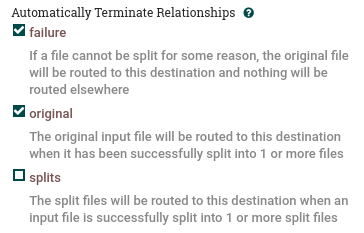 Automatically Terminate Relationships ?
failure
If a file cannot be split for some reason, the original file
will be routed to this destination and nothing will be
routed elsewhere
original
The original input file will be routed to this destination
when it has been successfully split into 1 or more files
splits
The split files will be routed to this destination when an
input file is successfully split into 1 or more split files